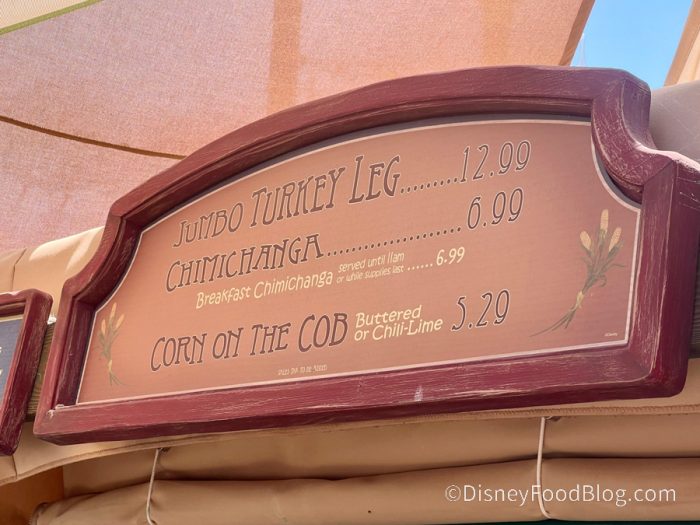 JUMBO TURKEY LEG.........12.99
CHIMICHANGA.....................6.99
Breakfast Chimichanga served until 11am or while supplies last ......6.99
CORN ON THE COB Buttered or Chili-Lime 5.29
©DisneyFoodBlog.com